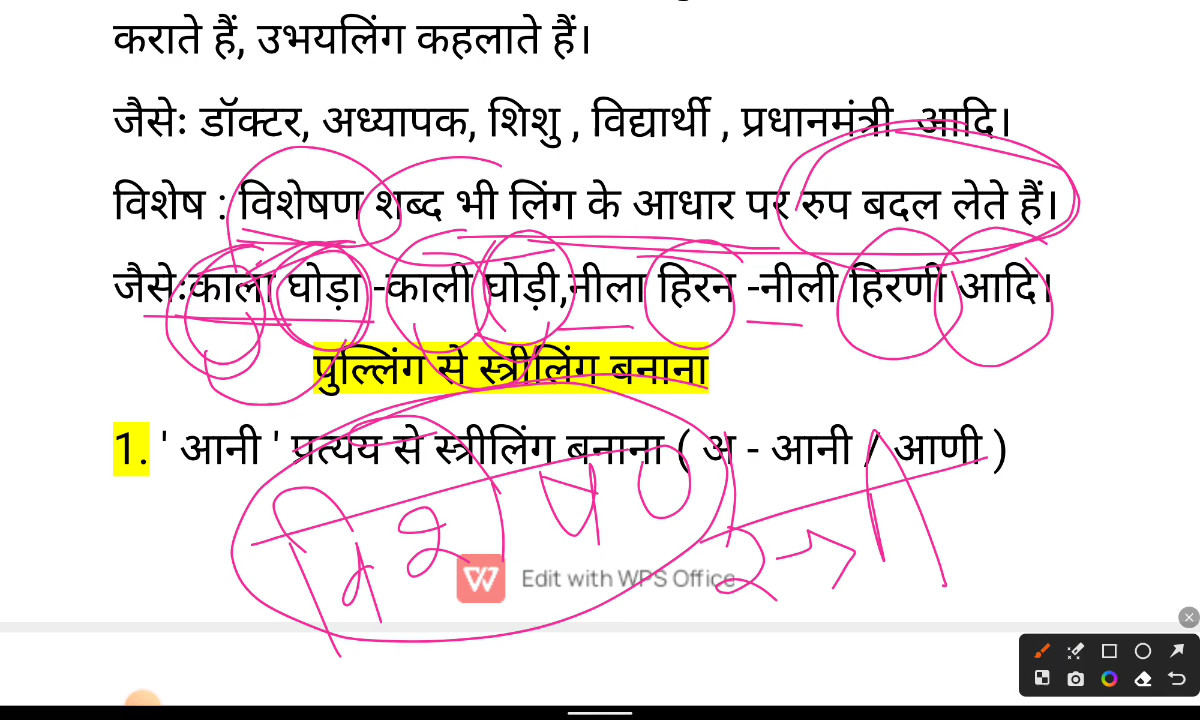 कराते हैं, उभयलिंग कहलाते हैं।
जैसेः डॉक्टर, अध्यापक, शिशु , विद्यार्थी , प्रधानमंत्री आदि।
विशेष : विशेषण शब्द भी लिंग के आधार पर रुप बदल लेते हैं।
जैसेःकाला घोड़ा -काली घोड़ी,नीला हिरन -नीली हिरणी आदि।
पुल्लिंग से स्त्रीलिंग बनाना
1. ' आनी ' प्रत्यय से स्त्रीलिंग बनाना ( अ - आनी / आणी )
Edit with WPS Office